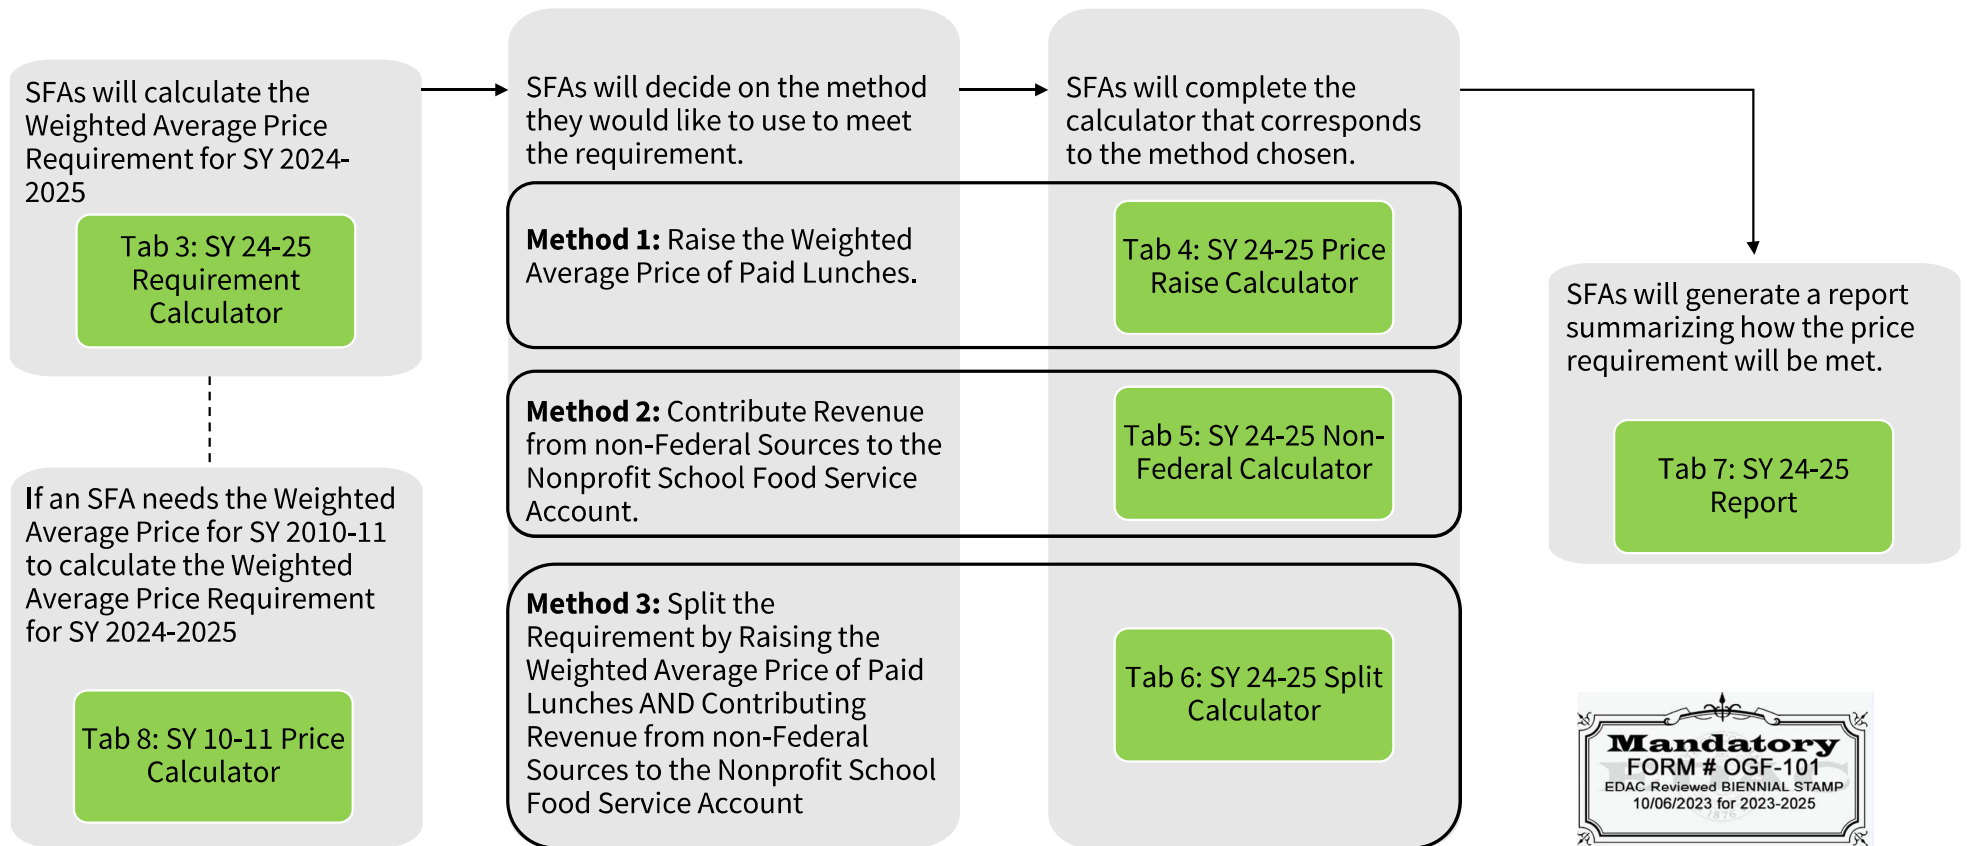 SFAs will calculate the
Weighted Average Price
Requirement for SY 2024-
2025
Tab 3: SY 24-25
Requirement
Calculator
If an SFA needs the Weighted
Average Price for SY 2010-11
to calculate the Weighted
Average Price Requirement
for SY 2024-2025
Tab 8: SY 10-11 Price
Calculator
SFAs will decide on the method
they would like to use to meet
the requirement.
Method 1: Raise the Weighted
Average Price of Paid Lunches.
Method 2: Contribute Revenue
from non-Federal Sources to the
Nonprofit School Food Service
Account.
Method 3: Split the
Requirement by Raising the
Weighted Average Price of Paid
Lunches AND Contributing
Revenue from non-Federal
Sources to the Nonprofit School
Food Service Account
SFAs will complete the
calculator that corresponds
to the method chosen.
Tab 4: SY 24-25 Price
Raise Calculator
Tab 5: SY 24-25 Non-
Federal Calculator
Tab 6: SY 24-25 Split
Calculator
SFAs will generate a report
summarizing how the price
requirement will be met.
Tab 7: SY 24-25
Report
Mandatory
FORM # OGF-101
EDAC Reviewed BIENNIAL STAMP
10/06/2023 for 2023-2025
1876